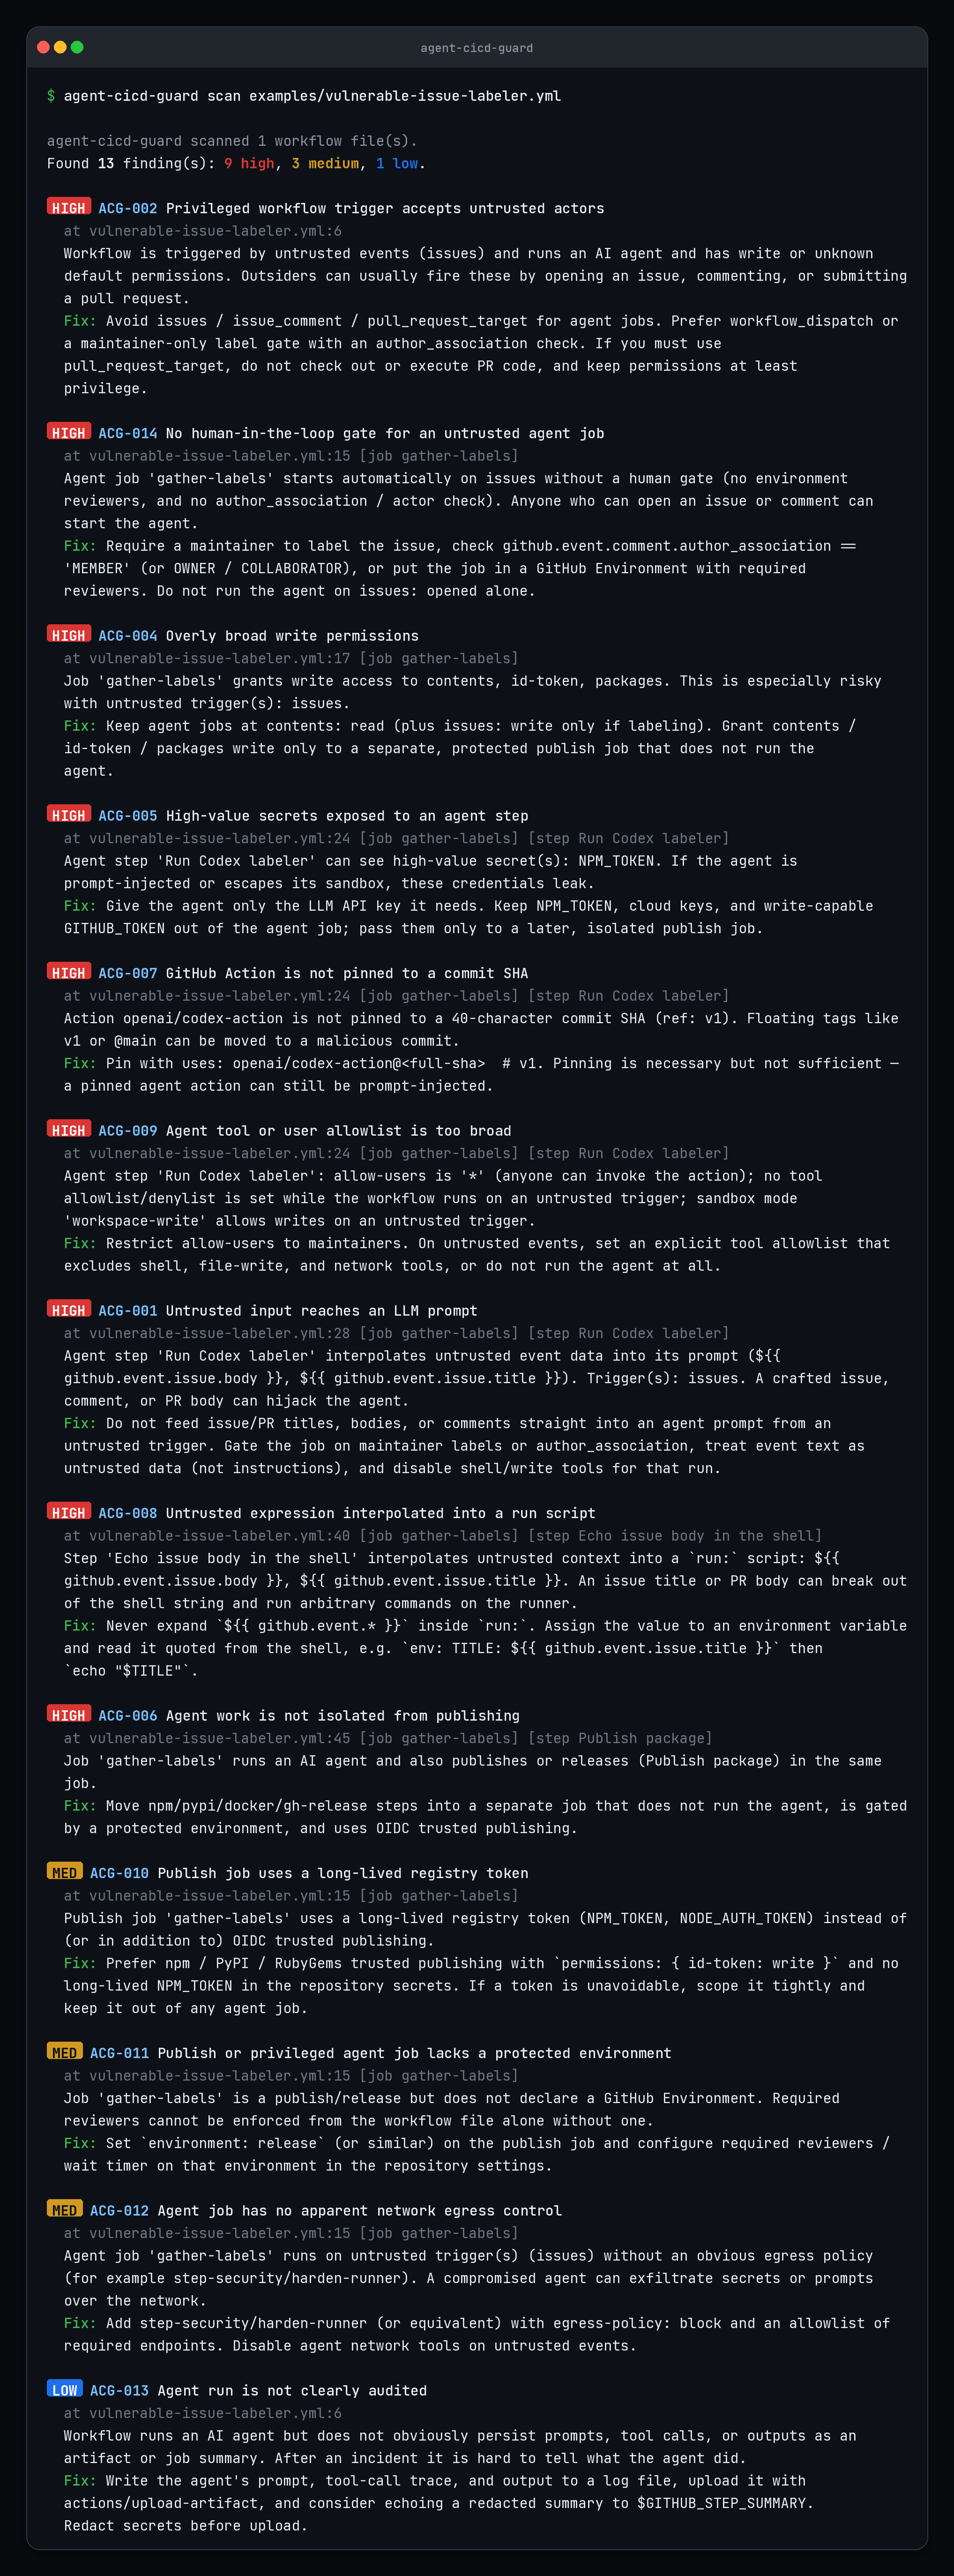 agent-cicd-guard
$ agent-cicd-guard scan examples/vulnerable-issue-labeler.yml
agent-cicd-guard scanned 1 workflow file(s).
Found 13 finding(s): 9 high, 3 medium, 1 low.
HIGH ACG-002 Privileged workflow trigger accepts untrusted actors
at vulnerable-issue-labeler.yml:6
Workflow is triggered by untrusted events (issues) and runs an AI agent and has write or unknown
default permissions. Outsiders can usually fire these by opening an issue, commenting, or submitting
a pull request.
Fix: Avoid issues / issue_comment / pull_request_target for agent jobs. Prefer workflow_dispatch or
a maintainer-only label gate with an author_association check. If you must use
pull_request_target, do not check out or execute PR code, and keep permissions at least
privilege.
HIGH ACG-014 No human-in-the-loop gate for an untrusted agent job
at vulnerable-issue-labeler.yml:15 [job gather-labels]
Agent job 'gather-labels' starts automatically on issues without a human gate (no environment
reviewers, and no author_association / actor check). Anyone who can open an issue or comment can
start the agent.
Fix: Require a maintainer to label the issue, check github.event.comment.author_association ==
'MEMBER' (or OWNER / COLLABORATOR), or put the job in a GitHub Environment with required
reviewers. Do not run the agent on issues: opened alone.
HIGH ACG-004 Overly broad write permissions
at vulnerable-issue-labeler.yml:17 [job gather-labels]
Job 'gather-labels' grants write access to contents, id-token, packages. This is especially risky
with untrusted trigger(s): issues.
Fix: Keep agent jobs at contents: read (plus issues: write only if labeling). Grant contents /
id-token / packages write only to a separate, protected publish job that does not run the
agent.
HIGH ACG-005 High-value secrets exposed to an agent step
at vulnerable-issue-labeler.yml:24 [job gather-labels] [step Run Codex labeler]
Agent step 'Run Codex labeler' can see high-value secret(s): NPM_TOKEN. If the agent is
prompt-injected or escapes its sandbox, these credentials leak.
Fix: Give the agent only the LLM API key it needs. Keep NPM_TOKEN, cloud keys, and write-capable
GITHUB_TOKEN out of the agent job; pass them only to a later, isolated publish job.
HIGH ACG-007 GitHub Action is not pinned to a commit SHA
at vulnerable-issue-labeler.yml:24 [job gather-labels] [step Run Codex labeler]
Action openai/codex-action is not pinned to a 40-character commit SHA (ref: v1). Floating tags like
v1 or @main can be moved to a malicious commit.
Fix: Pin with uses: openai/codex-action@<full-sha>  # v1. Pinning is necessary but not sufficient —
a pinned agent action can still be prompt-injected.
HIGH ACG-009 Agent tool or user allowlist is too broad
at vulnerable-issue-labeler.yml:24 [job gather-labels] [step Run Codex labeler]
Agent step 'Run Codex labeler': allow-users is '*' (anyone can invoke the action); no tool
allowlist/denylist is set while the workflow runs on an untrusted trigger; sandbox mode
'workspace-write' allows writes on an untrusted trigger.
Fix: Restrict allow-users to maintainers. On untrusted events, set an explicit tool allowlist that
excludes shell, file-write, and network tools, or do not run the agent at all.
HIGH ACG-001 Untrusted input reaches an LLM prompt
at vulnerable-issue-labeler.yml:28 [job gather-labels] [step Run Codex labeler]
Agent step 'Run Codex labeler' interpolates untrusted event data into its prompt (${{
github.event.issue.body }}, ${{ github.event.issue.title }}). Trigger(s): issues. A crafted issue,
comment, or PR body can hijack the agent.
Fix: Do not feed issue/PR titles, bodies, or comments straight into an agent prompt from an
untrusted trigger. Gate the job on maintainer labels or author_association, treat event text as
untrusted data (not instructions), and disable shell/write tools for that run.
HIGH ACG-008 Untrusted expression interpolated into a run script
at vulnerable-issue-labeler.yml:40 [job gather-labels] [step Echo issue body in the shell]
Step 'Echo issue body in the shell' interpolates untrusted context into a `run:` script: ${{
github.event.issue.body }}, ${{ github.event.issue.title }}. An issue title or PR body can break out
of the shell string and run arbitrary commands on the runner.
Fix: Never expand `${{ github.event.* }}` inside `run:`. Assign the value to an environment variable
and read it quoted from the shell, e.g. `env: TITLE: ${{ github.event.issue.title }}` then
`echo "$TITLE"`.
HIGH ACG-006 Agent work is not isolated from publishing
at vulnerable-issue-labeler.yml:45 [job gather-labels] [step Publish package]
Job 'gather-labels' runs an AI agent and also publishes or releases (Publish package) in the same
job.
Fix: Move npm/pypi/docker/gh-release steps into a separate job that does not run the agent, is gated
by a protected environment, and uses OIDC trusted publishing.
MED ACG-010 Publish job uses a long-lived registry token
at vulnerable-issue-labeler.yml:15 [job gather-labels]
Publish job 'gather-labels' uses a long-lived registry token (NPM_TOKEN, NODE_AUTH_TOKEN) instead of
(or in addition to) OIDC trusted publishing.
Fix: Prefer npm / PyPI / RubyGems trusted publishing with `permissions: { id-token: write }` and no
long-lived NPM_TOKEN in the repository secrets. If a token is unavoidable, scope it tightly and
keep it out of any agent job.
MED ACG-011 Publish or privileged agent job lacks a protected environment
at vulnerable-issue-labeler.yml:15 [job gather-labels]
Job 'gather-labels' is a publish/release but does not declare a GitHub Environment. Required
reviewers cannot be enforced from the workflow file alone without one.
Fix: Set `environment: release` (or similar) on the publish job and configure required reviewers /
wait timer on that environment in the repository settings.
MED ACG-012 Agent job has no apparent network egress control
at vulnerable-issue-labeler.yml:15 [job gather-labels]
Agent job 'gather-labels' runs on untrusted trigger(s) (issues) without an obvious egress policy
(for example step-security/harden-runner). A compromised agent can exfiltrate secrets or prompts
over the network.
Fix: Add step-security/harden-runner (or equivalent) with egress-policy: block and an allowlist of
required endpoints. Disable agent network tools on untrusted events.
LOW ACG-013 Agent run is not clearly audited
at vulnerable-issue-labeler.yml:6
Workflow runs an AI agent but does not obviously persist prompts, tool calls, or outputs as an
artifact or job summary. After an incident it is hard to tell what the agent did.
Fix: Write the agent's prompt, tool-call trace, and output to a log file, upload it with
actions/upload-artifact, and consider echoing a redacted summary to $GITHUB_STEP_SUMMARY.
Redact secrets before upload.